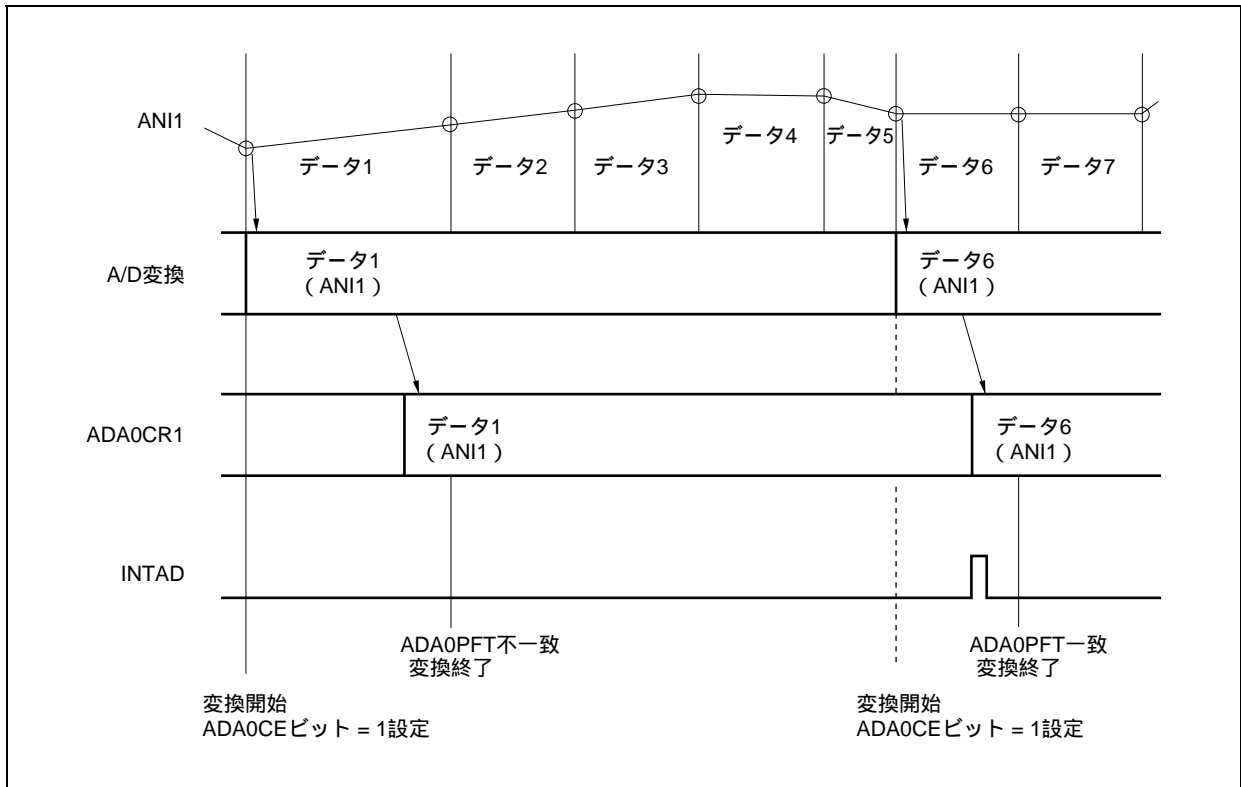 ANI1
データ1
データ2
データ3
データ4
データ5
データ6
データ7
A/D変換
データ1
（ANI1）
データ6
（ANI1）
ADA0CR1
データ1
（ANI1）
データ6
（ANI1）
INTAD
ADA0PFT不一致
変換終了
ADA0PFT一致
変換終了
変換開始
ADA0CEビット = 1設定
変換開始
ADA0CEビット = 1設定